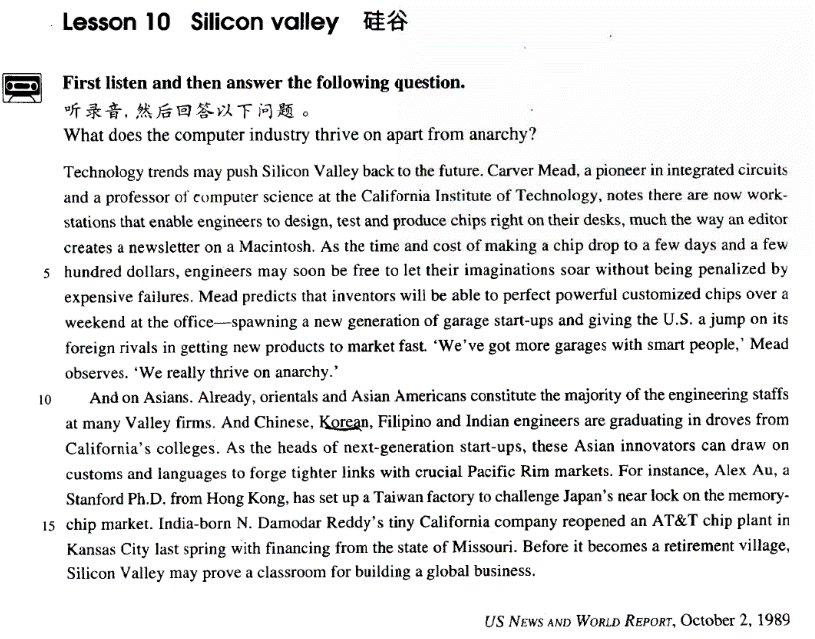 Lesson 10 Silicon valley 硅谷
First listen and then answer the following question.
听录音,然后回答以下问题。
What does the computer industry thrive on apart from anarchy?
Technology trends may push Silicon Valley back to the future. Carver Mead, a pioneer in integrated circuits
and a professor of computer science at the California Institute of Technology, notes there are now work-
stations that enable engineers to design, test and produce chips right on their desks, much the way an editor
creates a newsletter on a Macintosh. As the time and cost of making a chip drop to a few days and a few
5 hundred dollars, engineers may soon be free to let their imaginations soar without being penalized by
expensive failures. Mead predicts that inventors will be able to perfect powerful customized chips over a
weekend at the office—spawning a new generation of garage start-ups and giving the U.S. a jump on its
foreign rivals in getting new products to market fast. ‘We've got more garages with smart people,’ Mead
observes. ‘We really thrive on anarchy.’
10 And on Asians. Already, orientals and Asian Americans constitute the majority of the engineering staffs
at many Valley firms. And Chinese, Korean, Filipino and Indian engineers are graduating in droves from
California's colleges. As the heads of next-generation start-ups, these Asian innovators can draw on
customs and languages to forge tighter links with crucial Pacific Rim markets. For instance, Alex Au, a
Stanford Ph.D. from Hong Kong, has set up a Taiwan factory to challenge Japan's near lock on the memory-
15 chip market. India-born N. Damodar Reddy's tiny California company reopened an AT&T chip plant in
Kansas City last spring with financing from the state of Missouri. Before it becomes a retirement village,
Silicon Valley may prove a classroom for building a global business.
US NEWS AND WORLD REPORT, October 2, 1989